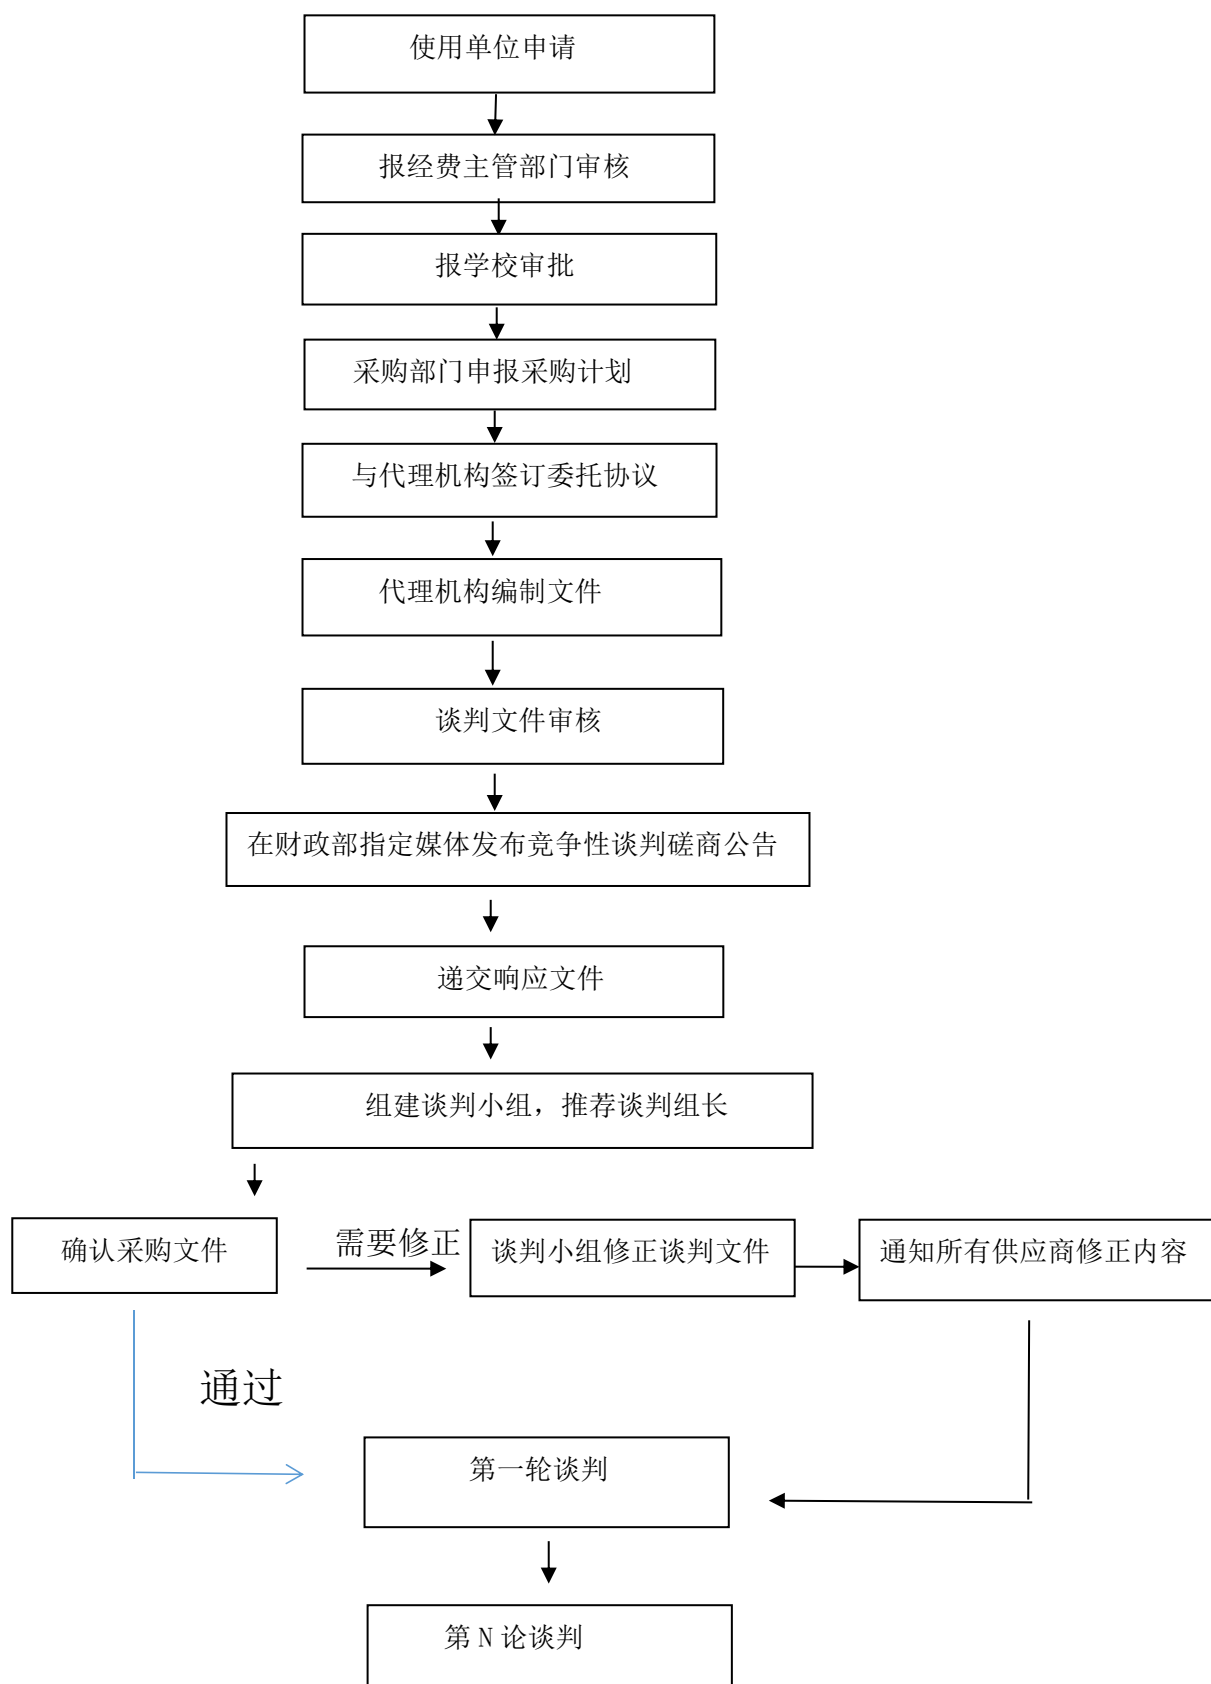 使用单位申请
报经费主管部门审核
报学校审批
采购部门申报采购计划
与代理机构签订委托协议
代理机构编制文件
谈判文件审核
在财政部指定媒体发布竞争性谈判磋商公告
递交响应文件
组建谈判小组，推荐谈判组长
确认采购文件
需要修正
谈判小组修正谈判文件
通知所有供应商修正内容
通过
第一轮谈判
第 N 论谈判